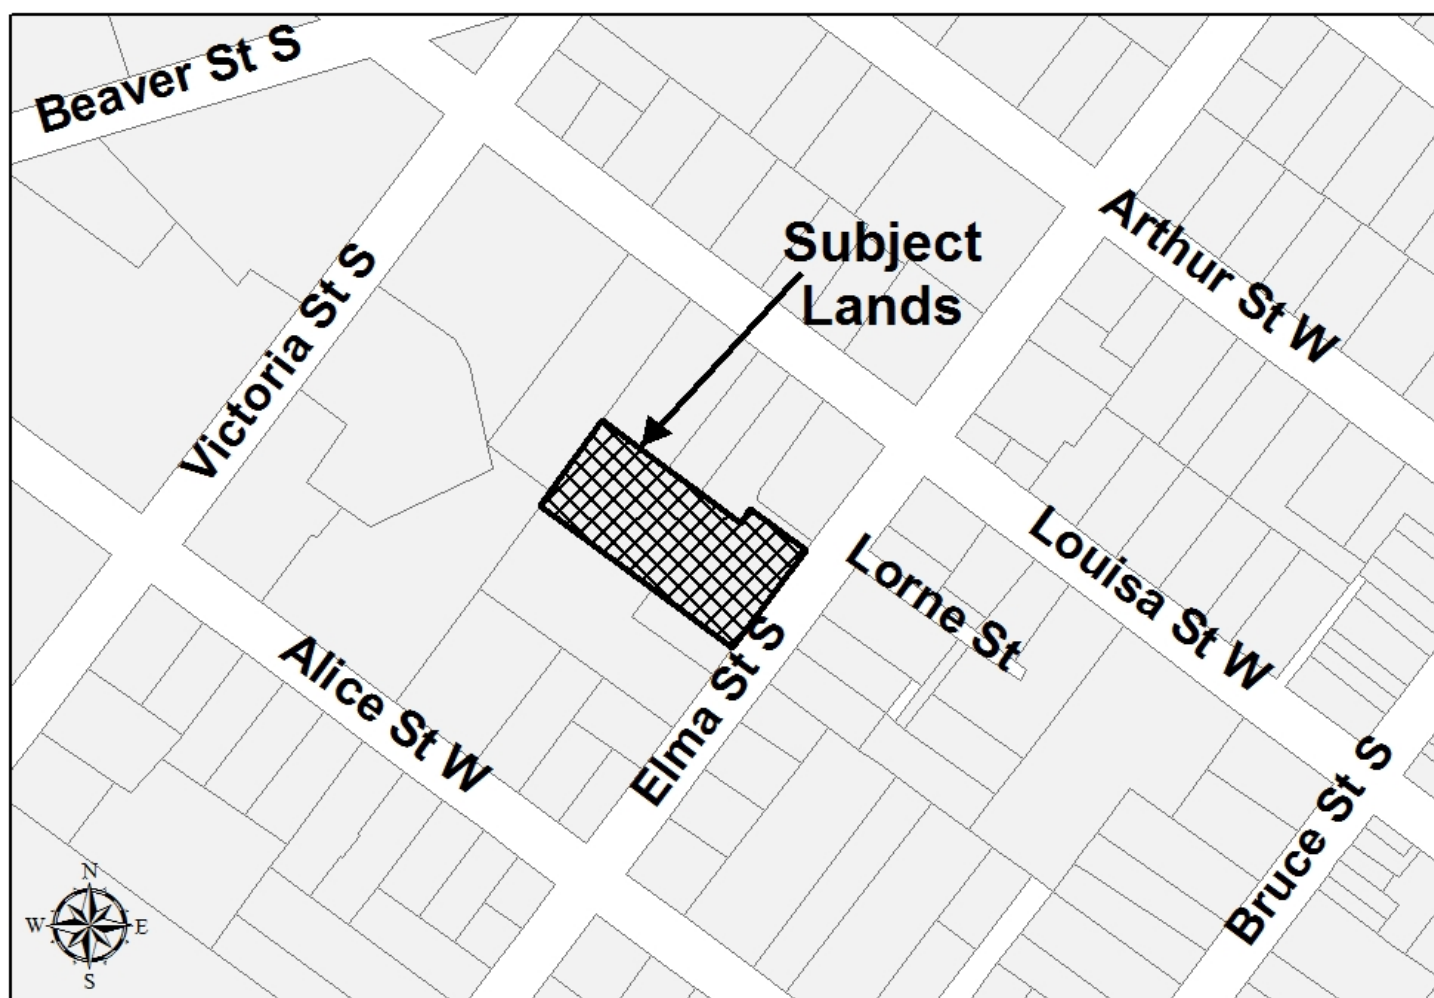 Beaver St S
Subject
Lands
Arthur St W
Victoria St S
Louisa St W
Lorne St
Alice St W
Elma St S
Bruce St S
N
W E
S